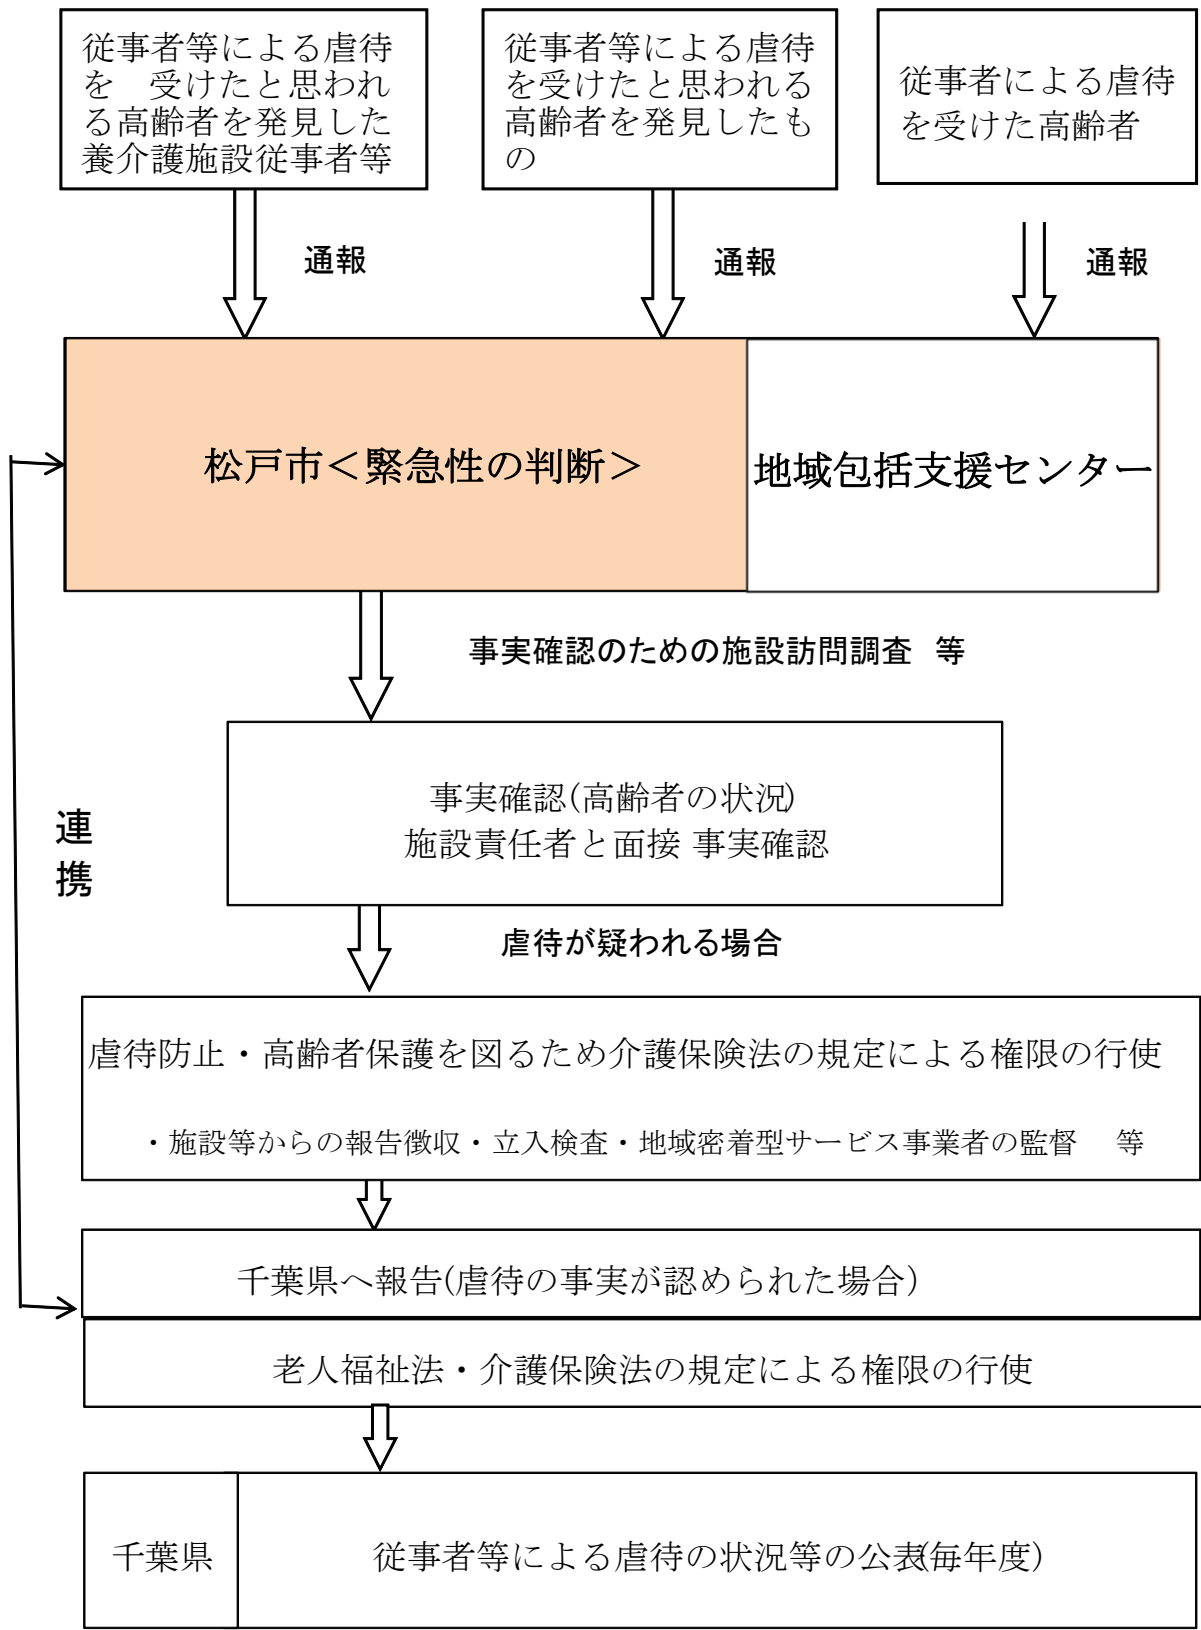 従事者等による虐待
を　受けたと思われ
る高齢者を発見した
養介護施設従事者等
従事者等による虐待
を受けたと思われる
高齢者を発見したも
の
従事者による虐待
を受けた高齢者
通報
通報
通報
松戸市＜緊急性の判断＞
地域包括支援センター
事実確認のための施設訪問調査　等
事実確認(高齢者の状況)
施設責任者と面接 事実確認
連
携
虐待が疑われる場合
虐待防止・高齢者保護を図るため介護保険法の規定による権限の行使
・施設等からの報告徴収・立入検査・地域密着型サービス事業者の監督　等
千葉県へ報告(虐待の事実が認められた場合)
老人福祉法・介護保険法の規定による権限の行使
千葉県
従事者等による虐待の状況等の公表(毎年度)